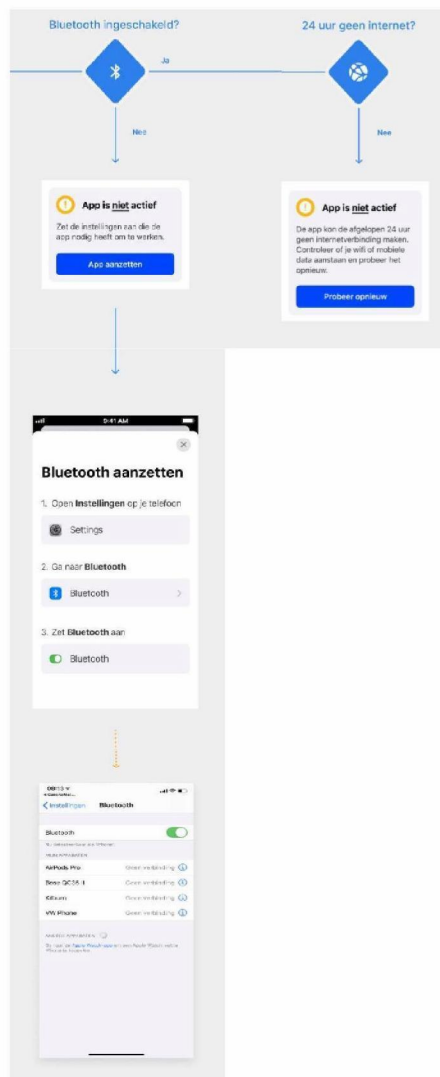 Bluetooth ingeschakeld?
24 uur geen internet?
Ja
Nee
Nee
App is niet actief
Zet de instellingen aan die de
app nodig heeft om te werken.
App aanzetten
App is niet actief
De app kon de afgelopen 24 uur
geen internetverbinding maken.
Controleer of je wifi of mobiele
data aanstaan en probeer het
opnieuw.
Probeer opnieuw
9:41 AM
Bluetooth aanzetten
1. Open Instellingen op je telefoon
Settings
2. Ga naar Bluetooth
Bluetooth
3. Zet Bluetooth aan
Bluetooth
Instellingen
Bluetooth
Bluetooth
AirPods Pro
Geen verbinding
Bose QC35 II
Geen verbinding
Geen verbinding
VW Phone
Geen verbinding